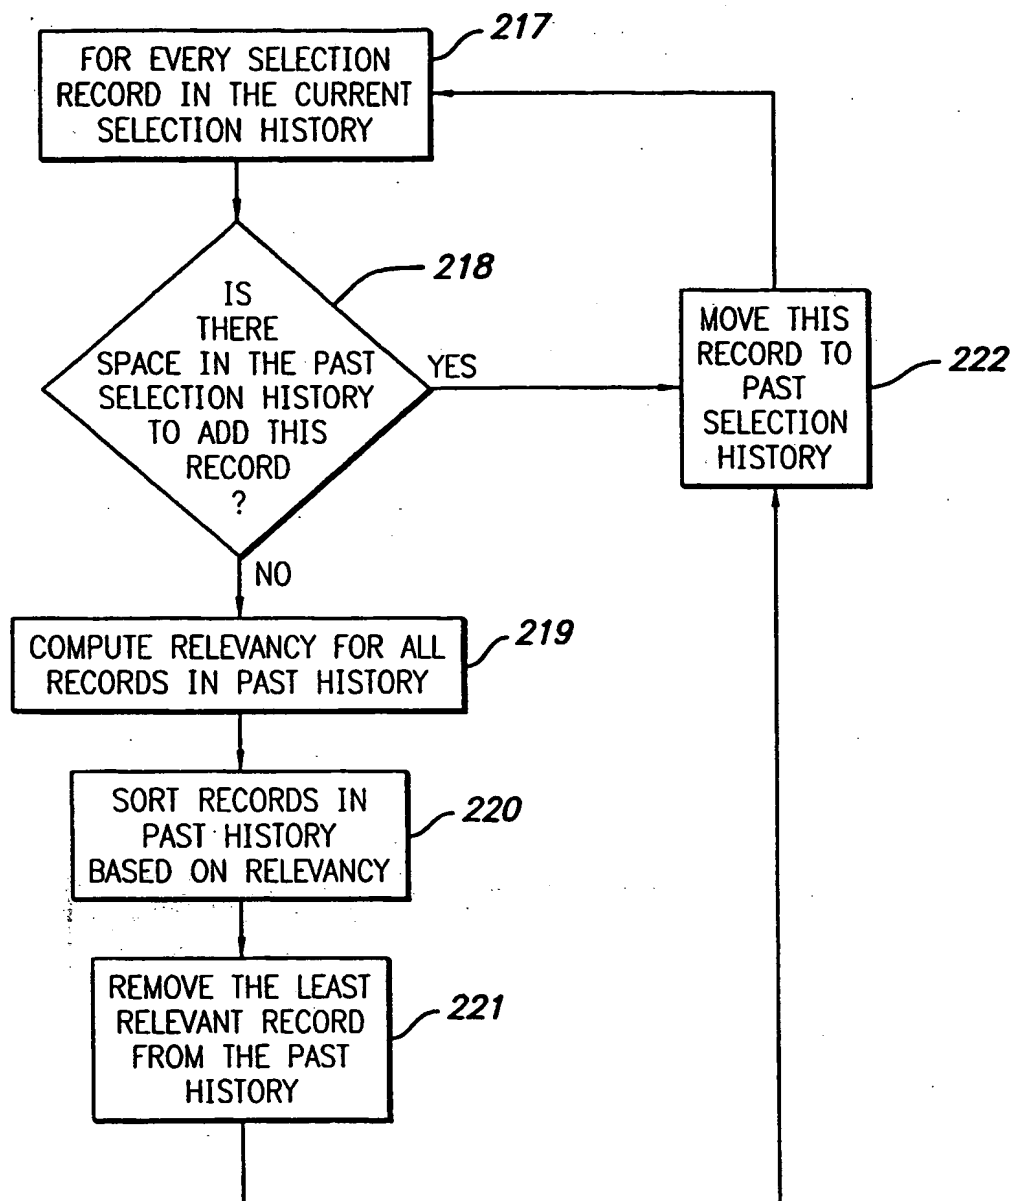 217
FOR EVERY SELECTION
RECORD IN THE CURRENT
SELECTION HISTORY
218
IS
THERE
SPACE IN THE PAST
SELECTION HISTORY
TO ADD THIS
RECORD
?
YES
MOVE THIS
RECORD TO
PAST
SELECTION
HISTORY
222
NO
COMPUTE RELEVANCY FOR ALL
RECORDS IN PAST HISTORY
219
SORT RECORDS IN
PAST HISTORY
BASED ON RELEVANCY
220
REMOVE THE LEAST
RELEVANT RECORD
FROM THE PAST
HISTORY
221